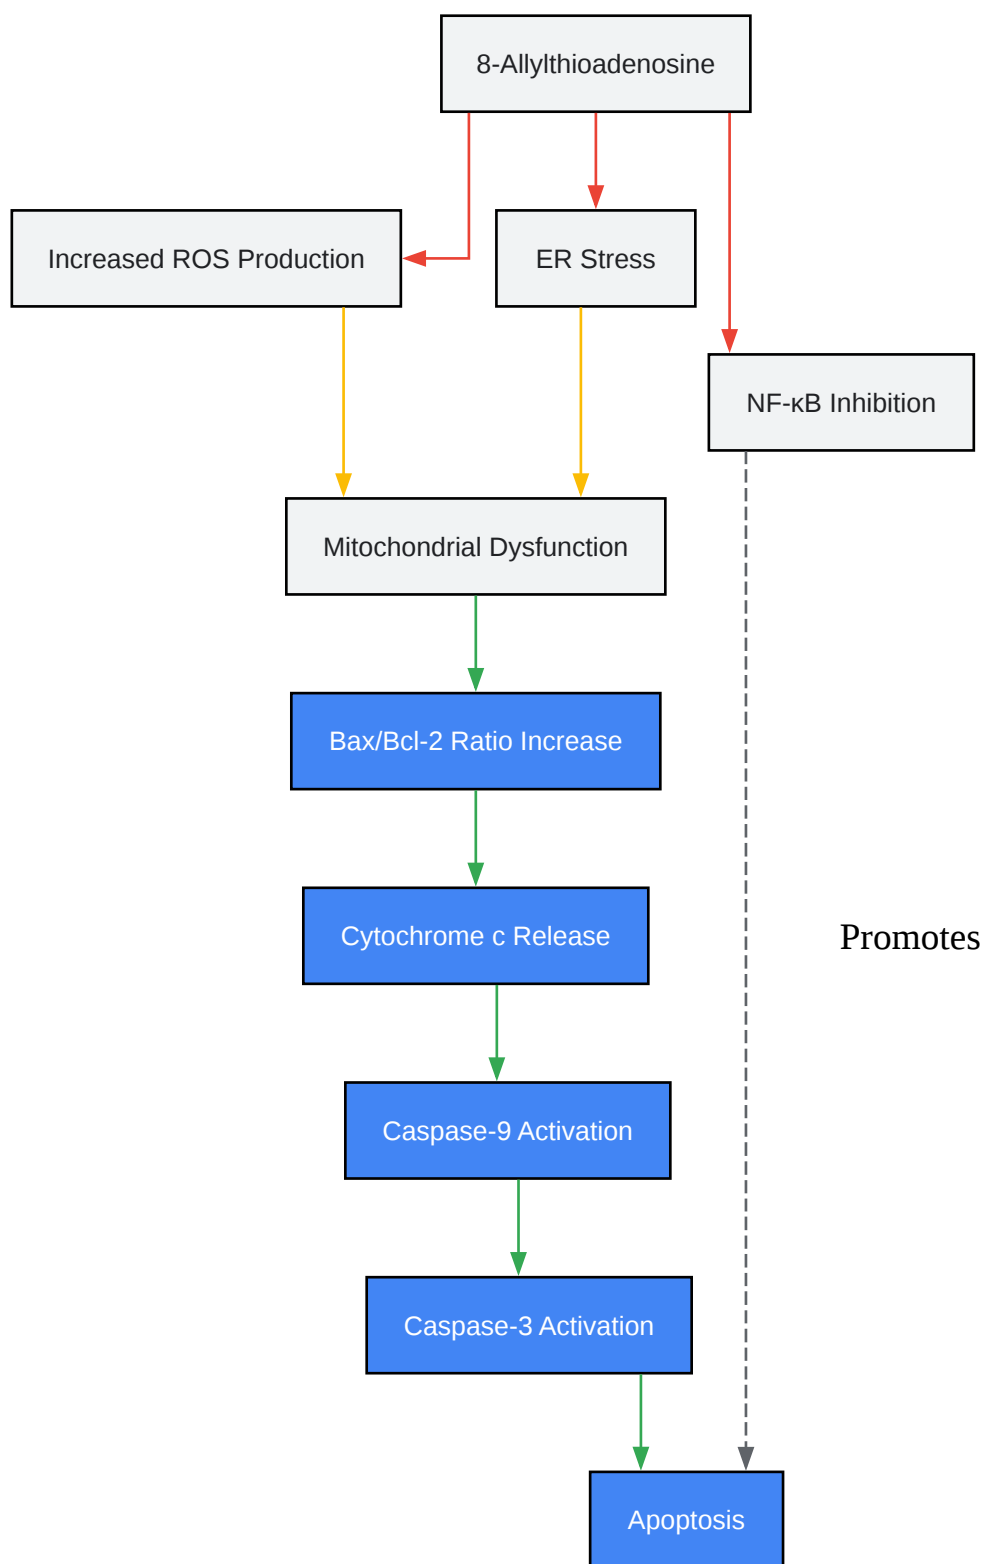 8-Allylthioadenosine
Increased ROS Production
ER Stress
NF-κB Inhibition
Mitochondrial Dysfunction
Bax/Bcl-2 Ratio Increase
Cytochrome c Release
Promotes
Caspase-9 Activation
Caspase-3 Activation
Apoptosis